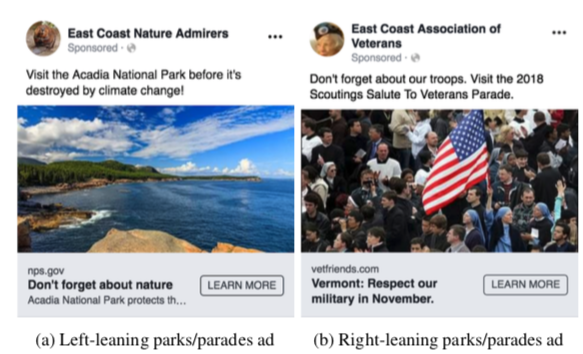 East Coast Nature Admirers
Sponsored ·
Visit the Acadia National Park before it's
destroyed by climate change!
nps.gov
Don't forget about nature
Acadia National Park protects th...
LEARN MORE
(a) Left-leaning parks/parades ad
East Coast Association of
Veterans
Sponsored ·
Don't forget about our troops. Visit the 2018
Scoutings Salute To Veterans Parade.
vetfriends.com
Vermont: Respect our
military in November.
LEARN MORE
(b) Right-leaning parks/parades ad